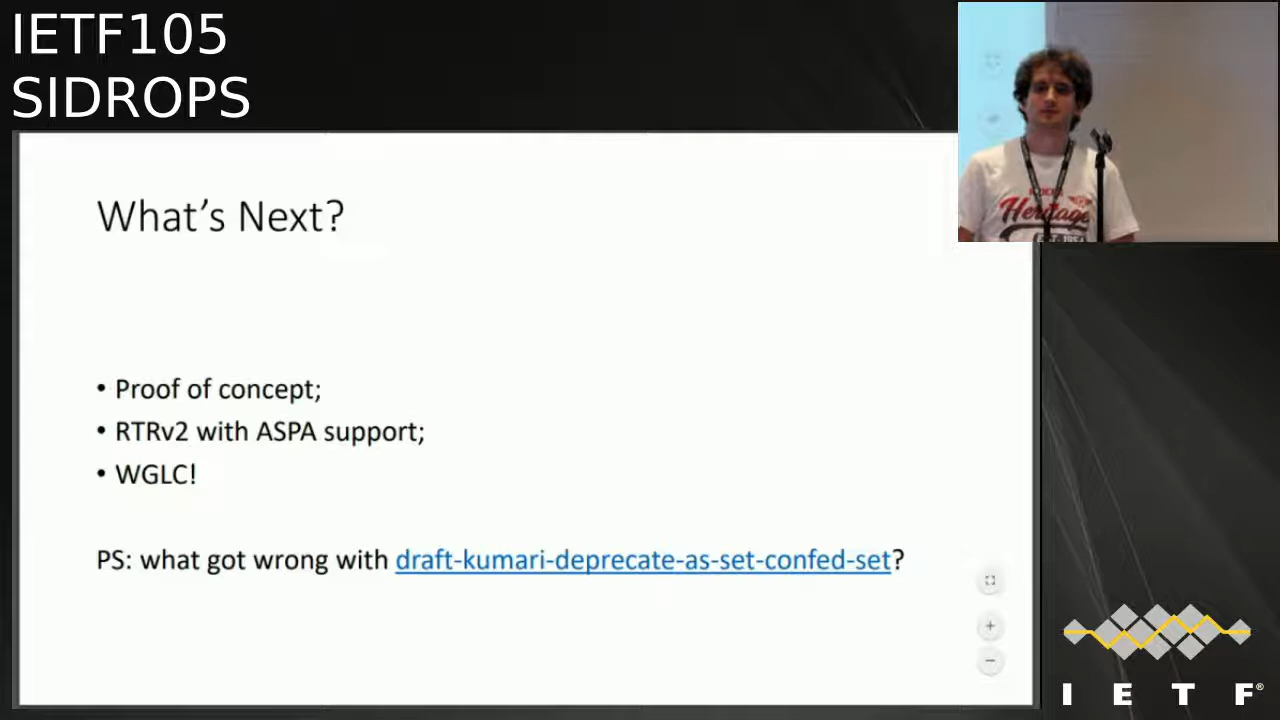 IETF105
SIDROPS
What's Next?
• Proof of concept;
• RTRv2 with ASPA support;
• WGLC!
PS: what got wrong with draft-kumari-deprecate-as-set-confed-set?
Heritage
I E T F®